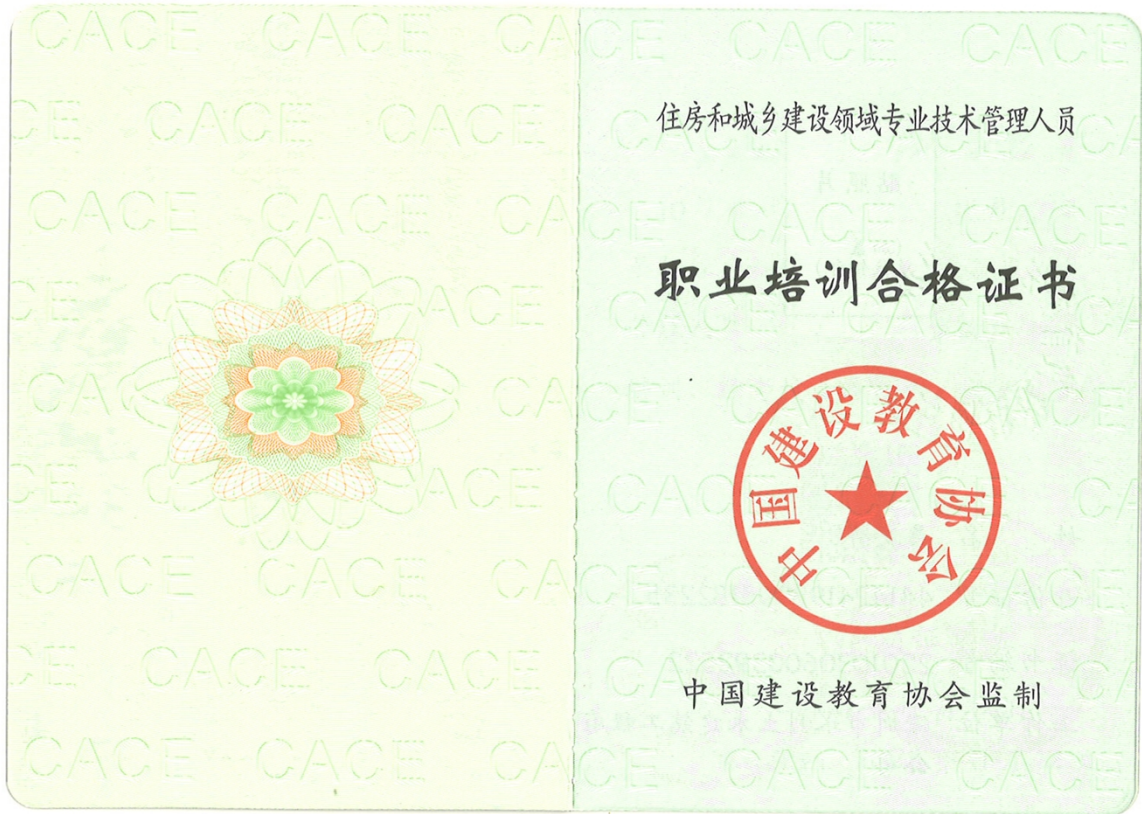 住房和城乡建设领域专业技术管理人员
职业培训合格证书
中国建设教育协会
中国建设教育协会监制
CACE